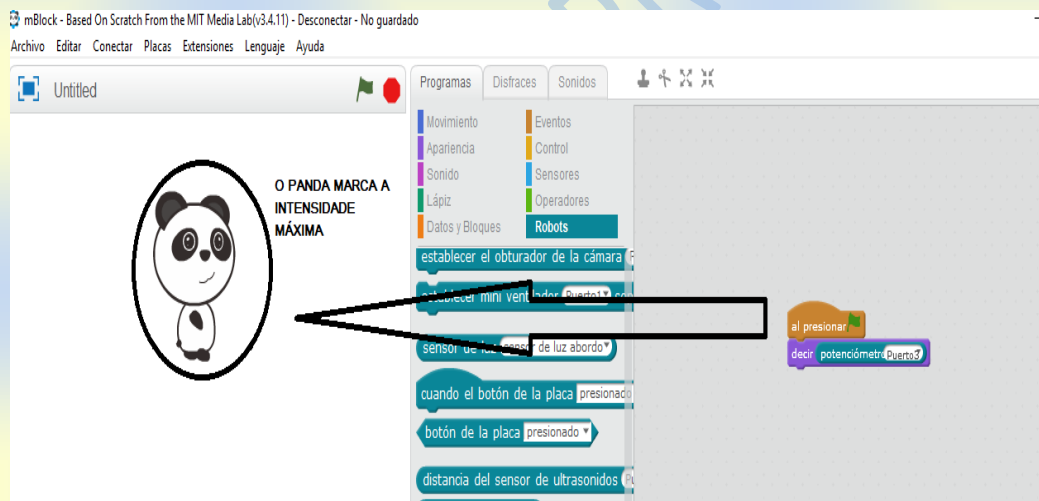 mBlock - Based On Scratch From the MIT Media Lab(v3.4.11) - Desconectar - No guardado
Archivo Editar Conectar Placas Extensiones Lenguaje Ayuda
Untitled
Programas Disfraces Sonidos
Movimiento Eventos
Apariencia Control
Sonido Sensores
Lápiz Operadores
Datos y Bloques Robots
O PANDA MARCA A
INTENSIDADE
MÁXIMA
establecer el obturador de la cámara
establecer mini ventilador Puerto1
sensor de luz sensor de luz abordo
cuando el botón de la placa presionado
botón de la placa presionado
distancia del sensor de ultrasonidos
al presionar
decir potenciómetro Puerto3